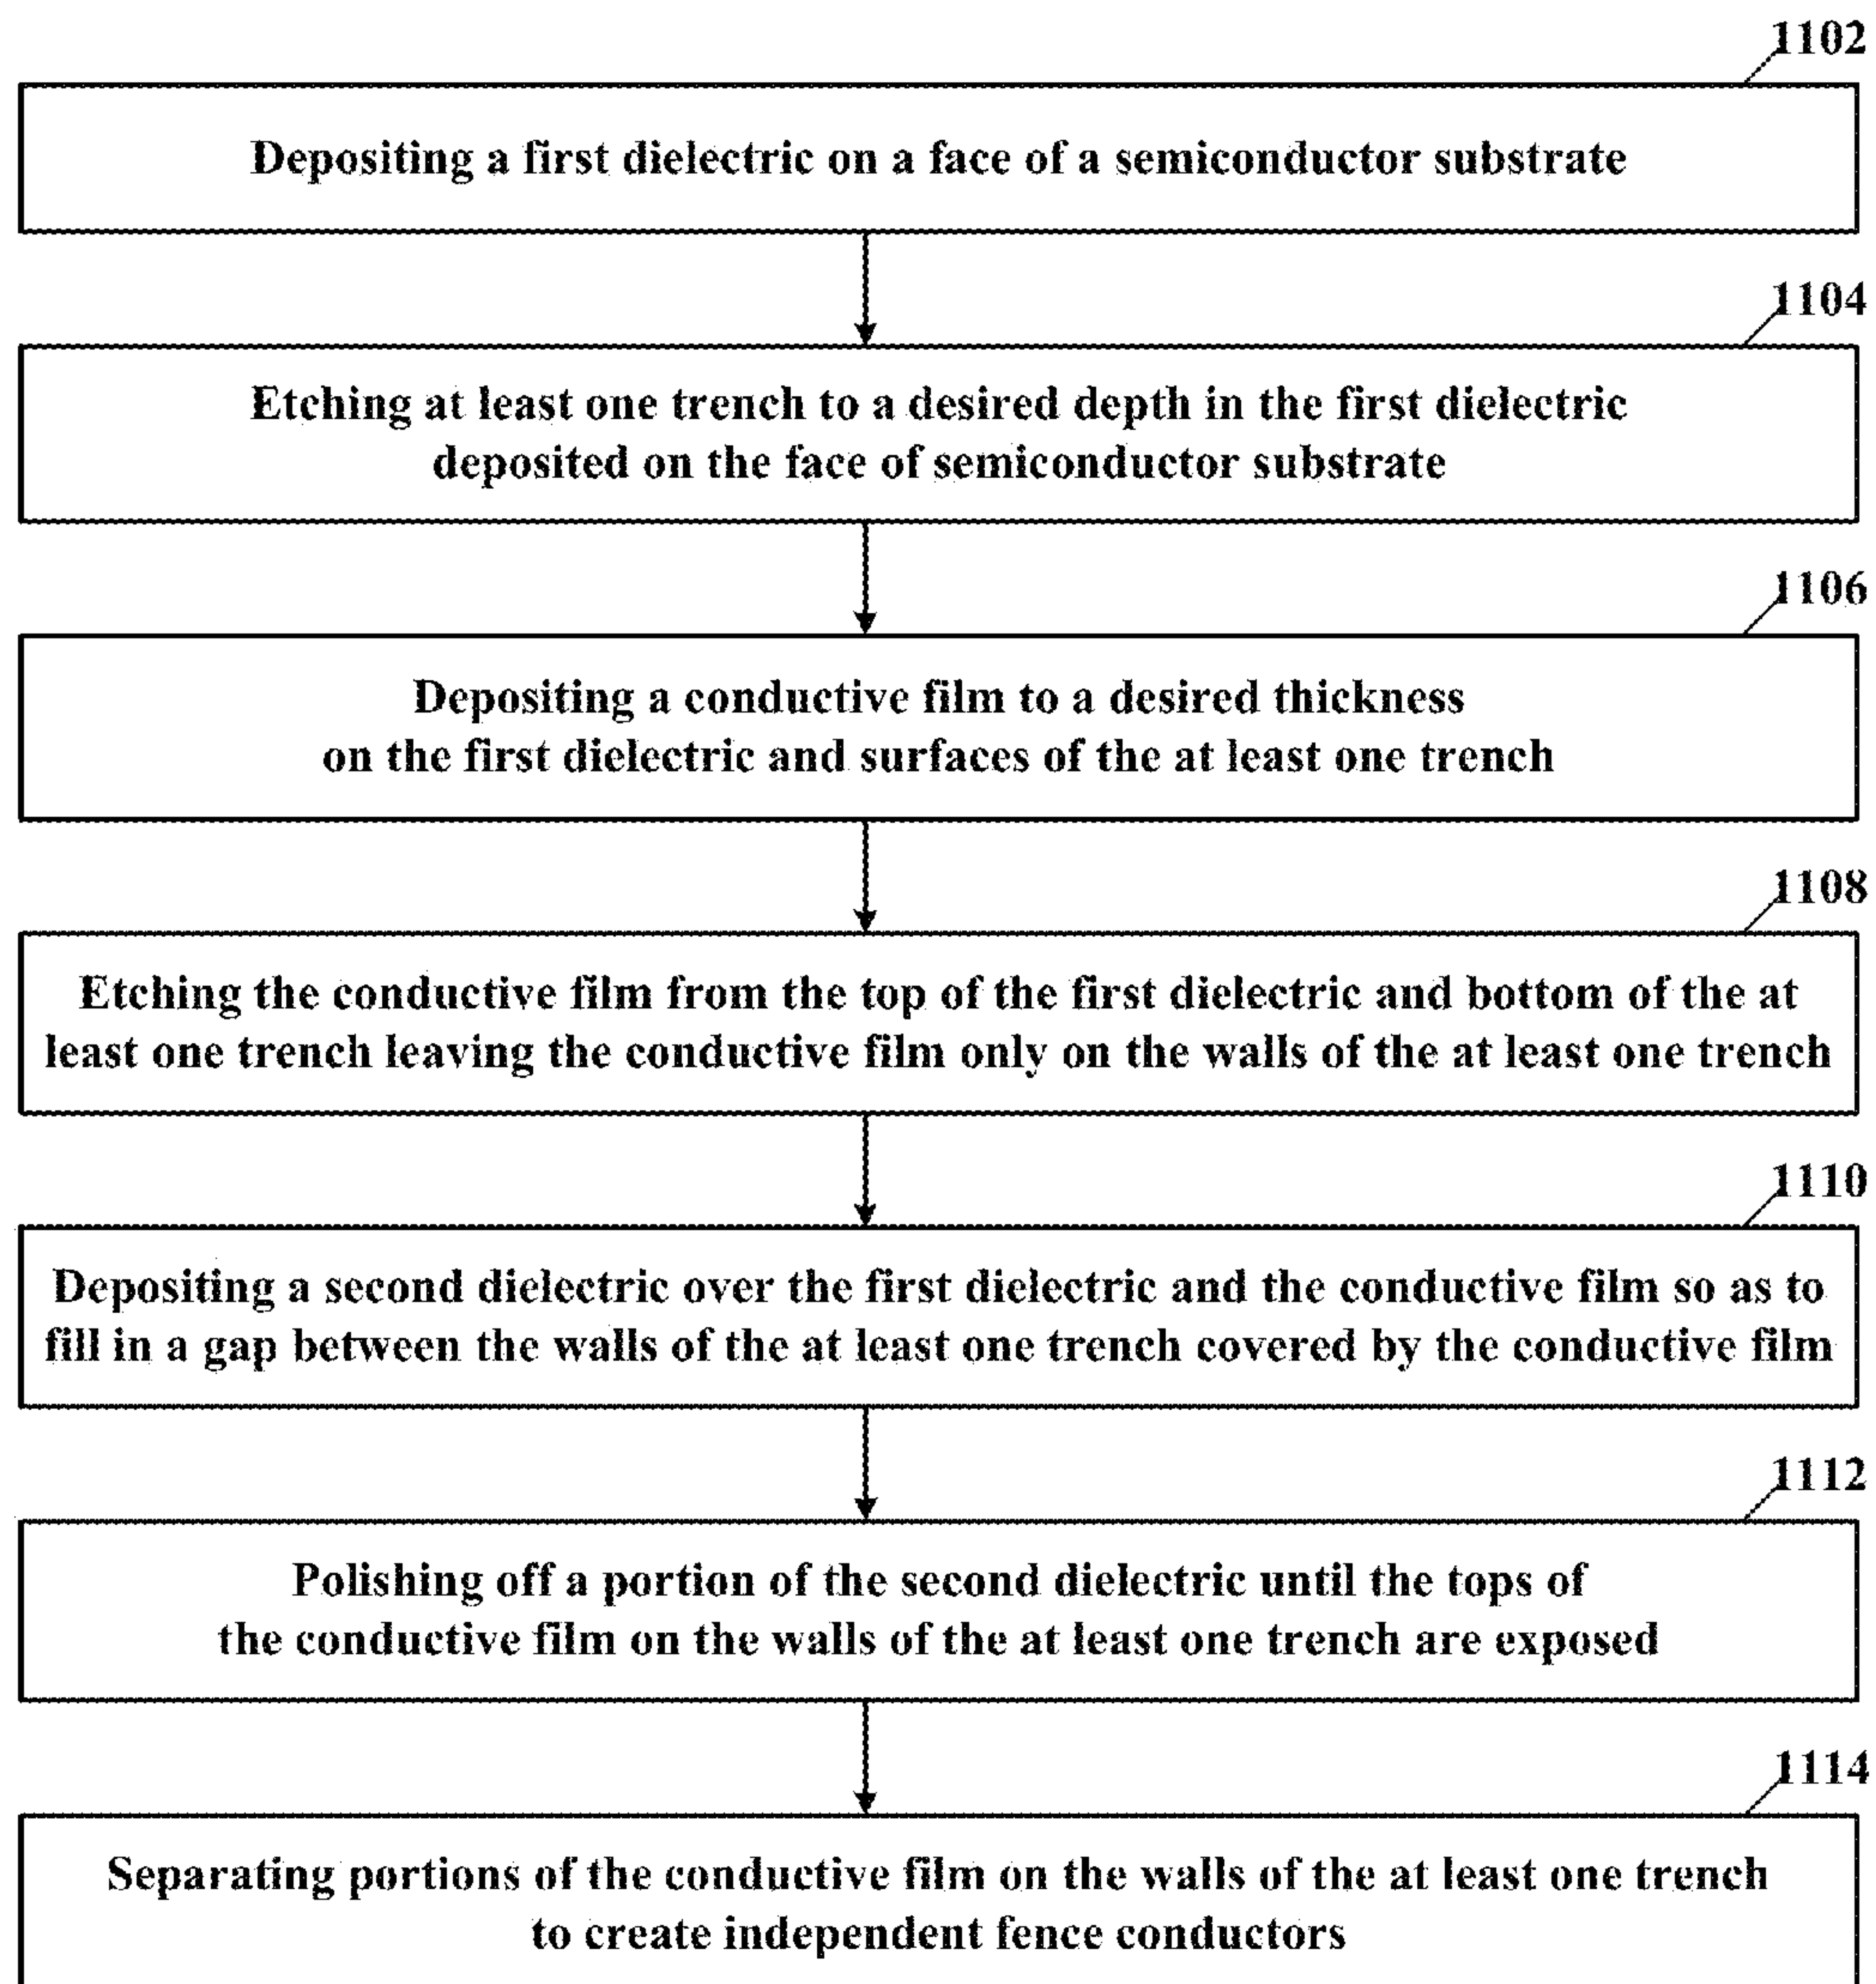 1102
Depositing a first dielectric on a face of a semiconductor substrate
1104
Etching at least one trench to a desired depth in the first dielectric
deposited on the face of semiconductor substrate
1106
Depositing a conductive film to a desired thickness
on the first dielectric and surfaces of the at least one trench
1108
Etching the conductive film from the top of the first dielectric and bottom of the at
least one trench leaving the conductive film only on the walls of the at least one trench
1110
Depositing a second dielectric over the first dielectric and the conductive film so as to
fill in a gap between the walls of the at least one trench covered by the conductive film
1112
Polishing off a portion of the second dielectric until the tops of
the conductive film on the walls of the at least one trench are exposed
1114
Separating portions of the conductive film on the walls of the at least one trench
to create independent fence conductors